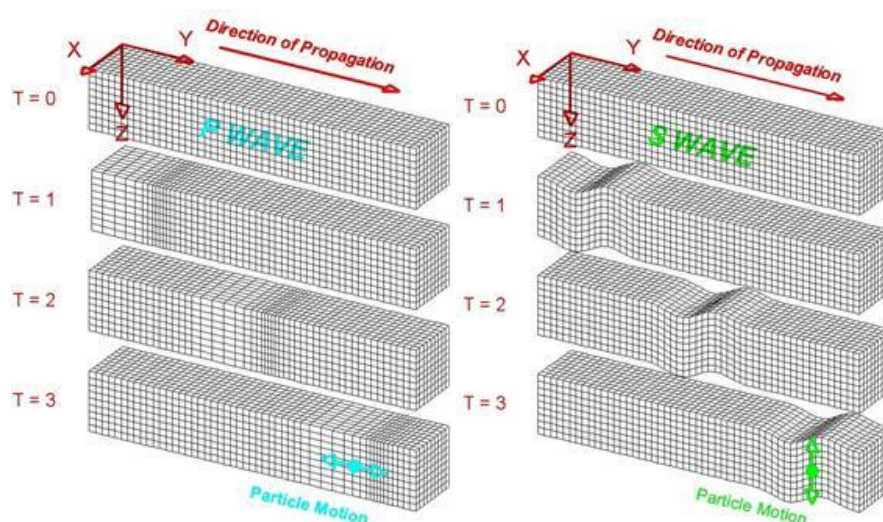 Direction of Propagation
X
Y
Z
T = 0
P WAVE
T = 1
T = 2
T = 3
Particle Motion
Direction of Propagation
X
Y
Z
T = 0
S WAVE
T = 1
T = 2
T = 3
Particle Motion